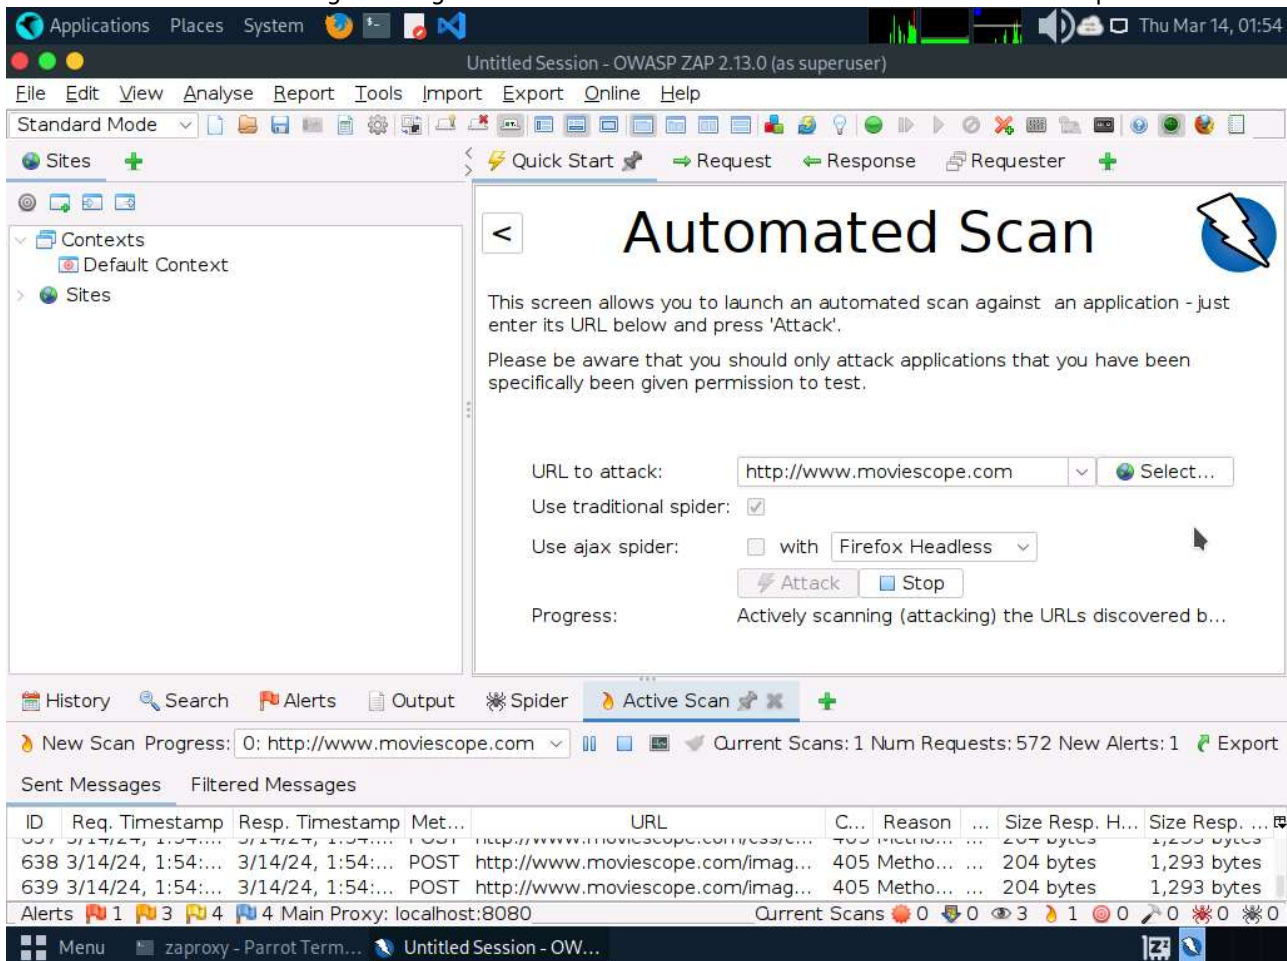 Applications Places System Thu Mar 14, 01:54
Untitled Session - OWASP ZAP 2.13.0 (as superuser)
File Edit View Analyse Report Tools Import Export Online Help
Standard Mode
Sites Quick Start Request Response Requester
Contexts
Default Context
Sites
< Automated Scan
This screen allows you to launch an automated scan against an application - just
enter its URL below and press 'Attack'.
Please be aware that you should only attack applications that you have been
specifically been given permission to test.
URL to attack: http://www.moviescope.com Select...
Use traditional spider:
Use ajax spider: with Firefox Headless
Attack Stop
Progress: Actively scanning (attacking) the URLs discovered b...
History Search Alerts Output Spider Active Scan
New Scan Progress: 0: http://www.moviescope.com Current Scans: 1 Num Requests: 572 New Alerts: 1 Export
Sent Messages Filtered Messages
ID Req. Timestamp Resp. Timestamp Met... URL C... Reason ... Size Resp. H... Size Resp. ...
638 3/14/24, 1:54:... 3/14/24, 1:54:... POST http://www.moviescope.com/imag... 405 Metho... ... 204 bytes 1,293 bytes
639 3/14/24, 1:54:... 3/14/24, 1:54:... POST http://www.moviescope.com/imag... 405 Metho... ... 204 bytes 1,293 bytes
Alerts 1 3 4 4 Main Proxy: localhost:8080 Current Scans 0 0 3 1 0 0 0 0
Menu zaproxy - Parrot Term... Untitled Session - OW...